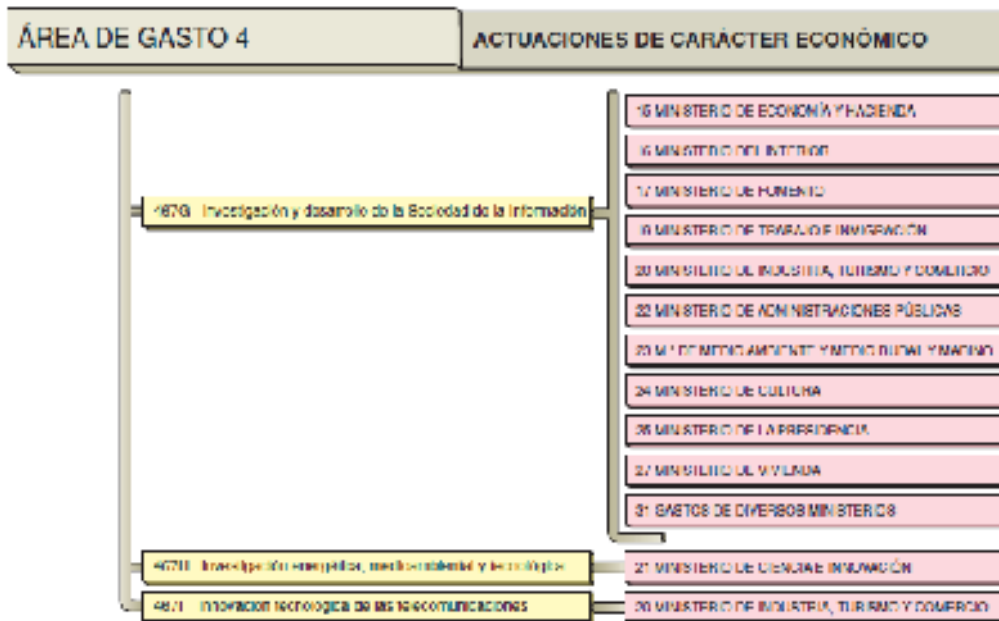 ÁREA DE GASTO 4
ACTUACIONES DE CARÁCTER ECONÓMICO
467G Investigación y desarrollo de la Sociedad de la Información
15 MINISTERIO DE ECONOMÍA Y HACIENDA
16 MINISTERIO DEL INTERIOR
17 MINISTERIO DE FOMENTO
19 MINISTERIO DE TRABAJO E INMIGRACIÓN
20 MINISTERIO DE INDUSTRIA, TURISMO Y COMERCIO
22 MINISTERIO DE ADMINISTRACIONES PÚBLICAS
23 M.º DE MEDIO AMBIENTE Y MEDIO RURAL Y MARINO
24 MINISTERIO DE CULTURA
25 MINISTERIO DE LA PRESIDENCIA
27 MINISTERIO DE VIVIENDA
31 GASTOS DE DIVERSOS MINISTERIOS
467H Investigación energética, medioambiental y tecnológica
21 MINISTERIO DE CIENCIA E INNOVACIÓN
467I Innovación tecnológica de las telecomunicaciones
20 MINISTERIO DE INDUSTRIA, TURISMO Y COMERCIO